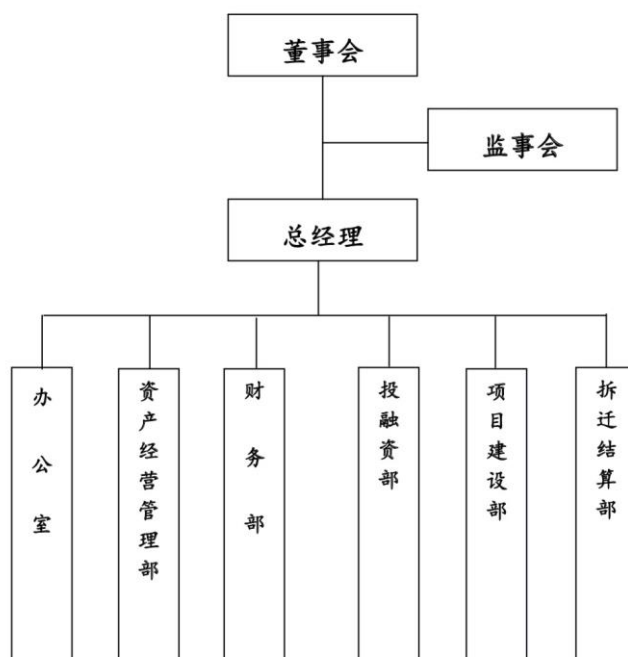 董事会
监事会
总经理
办公室
资产经营管理部
财务部
投融资部
项目建设部
拆迁结算部